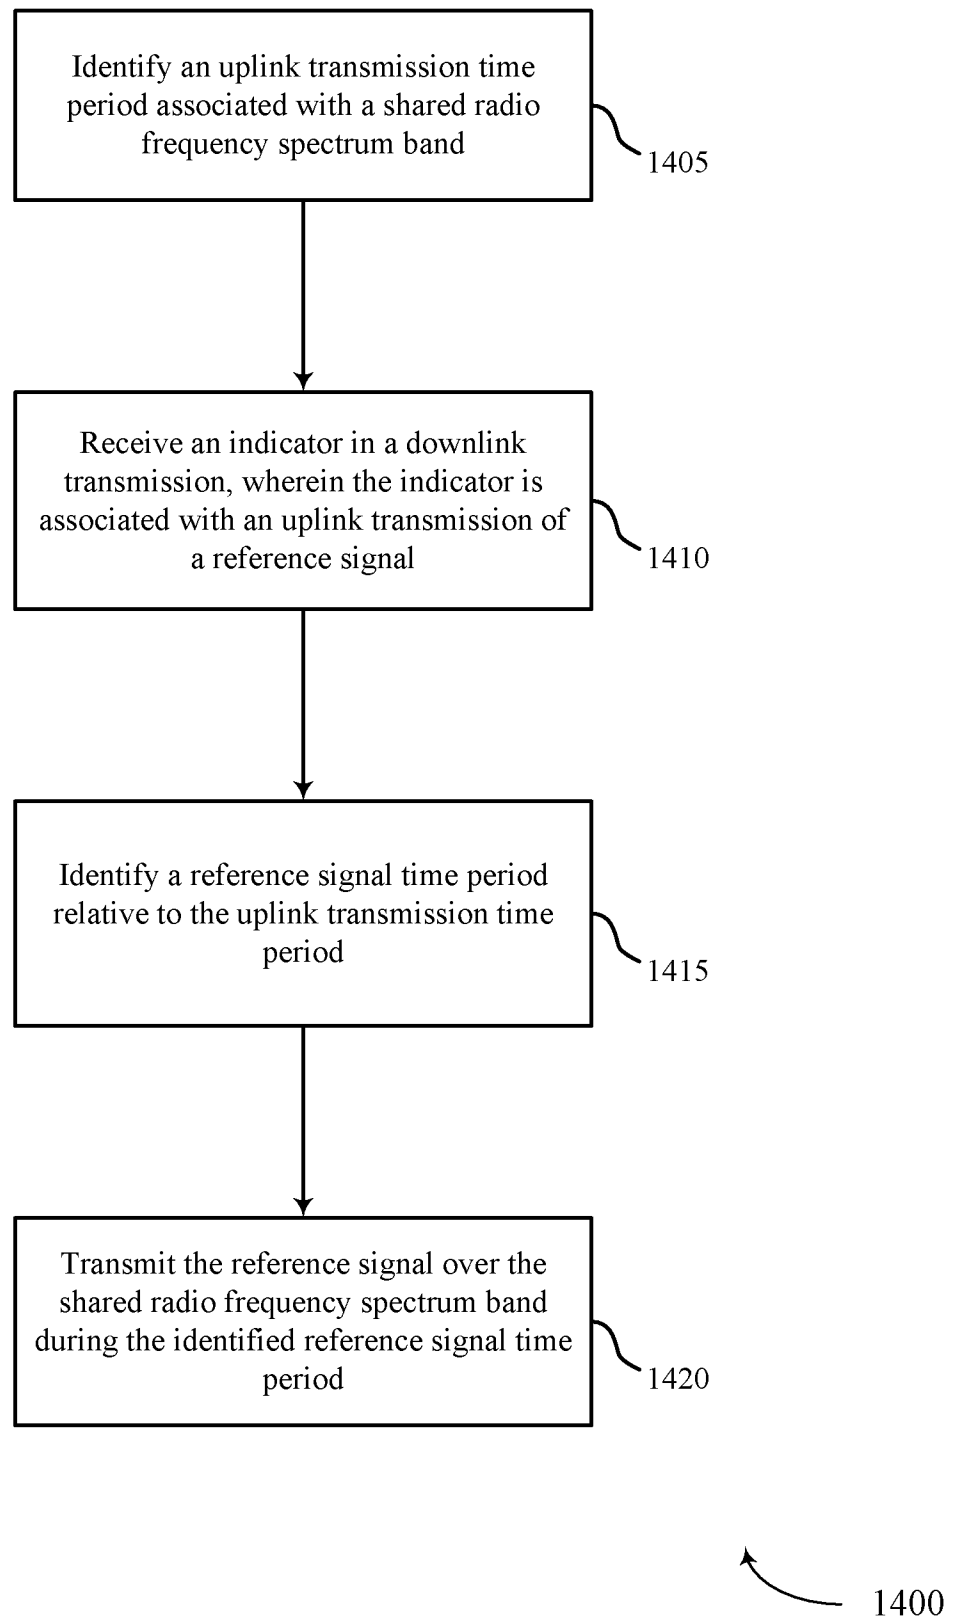 Identify an uplink transmission time
period associated with a shared radio
frequency spectrum band
1405
Receive an indicator in a downlink
transmission, wherein the indicator is
associated with an uplink transmission of
a reference signal
1410
Identify a reference signal time period
relative to the uplink transmission time
period
1415
Transmit the reference signal over the
shared radio frequency spectrum band
during the identified reference signal time
period
1420
1400